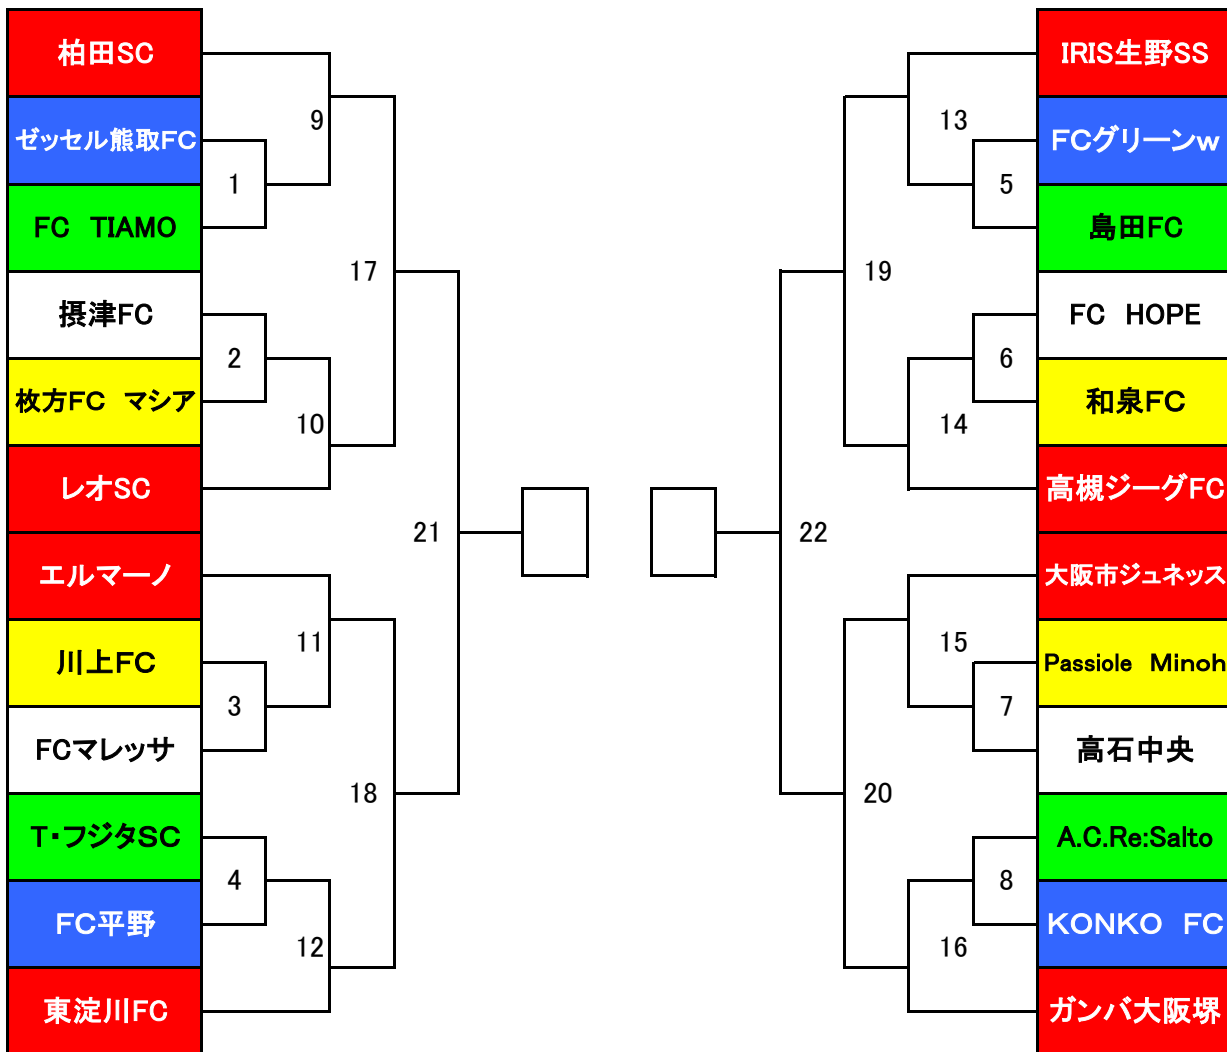 柏田SC
ゼッセル熊取FC
FC　TIAMO
摂津FC
枚方FC　マシア
レオSC
エルマーノ
川上FC
FCマレッサ
T・フジタSC
FC平野
東淀川FC
1
2
3
4
9
10
11
12
17
18
21
22
19
20
13
14
15
16
5
6
7
8
IRIS生野SS
FCグリーンｗ
島田FC
FC　HOPE
和泉FC
高槻ジーグFC
大阪市ジュネッス
Passiole　Minoh
高石中央
A.C.Re:Salto
KONKO　FC
ガンバ大阪堺